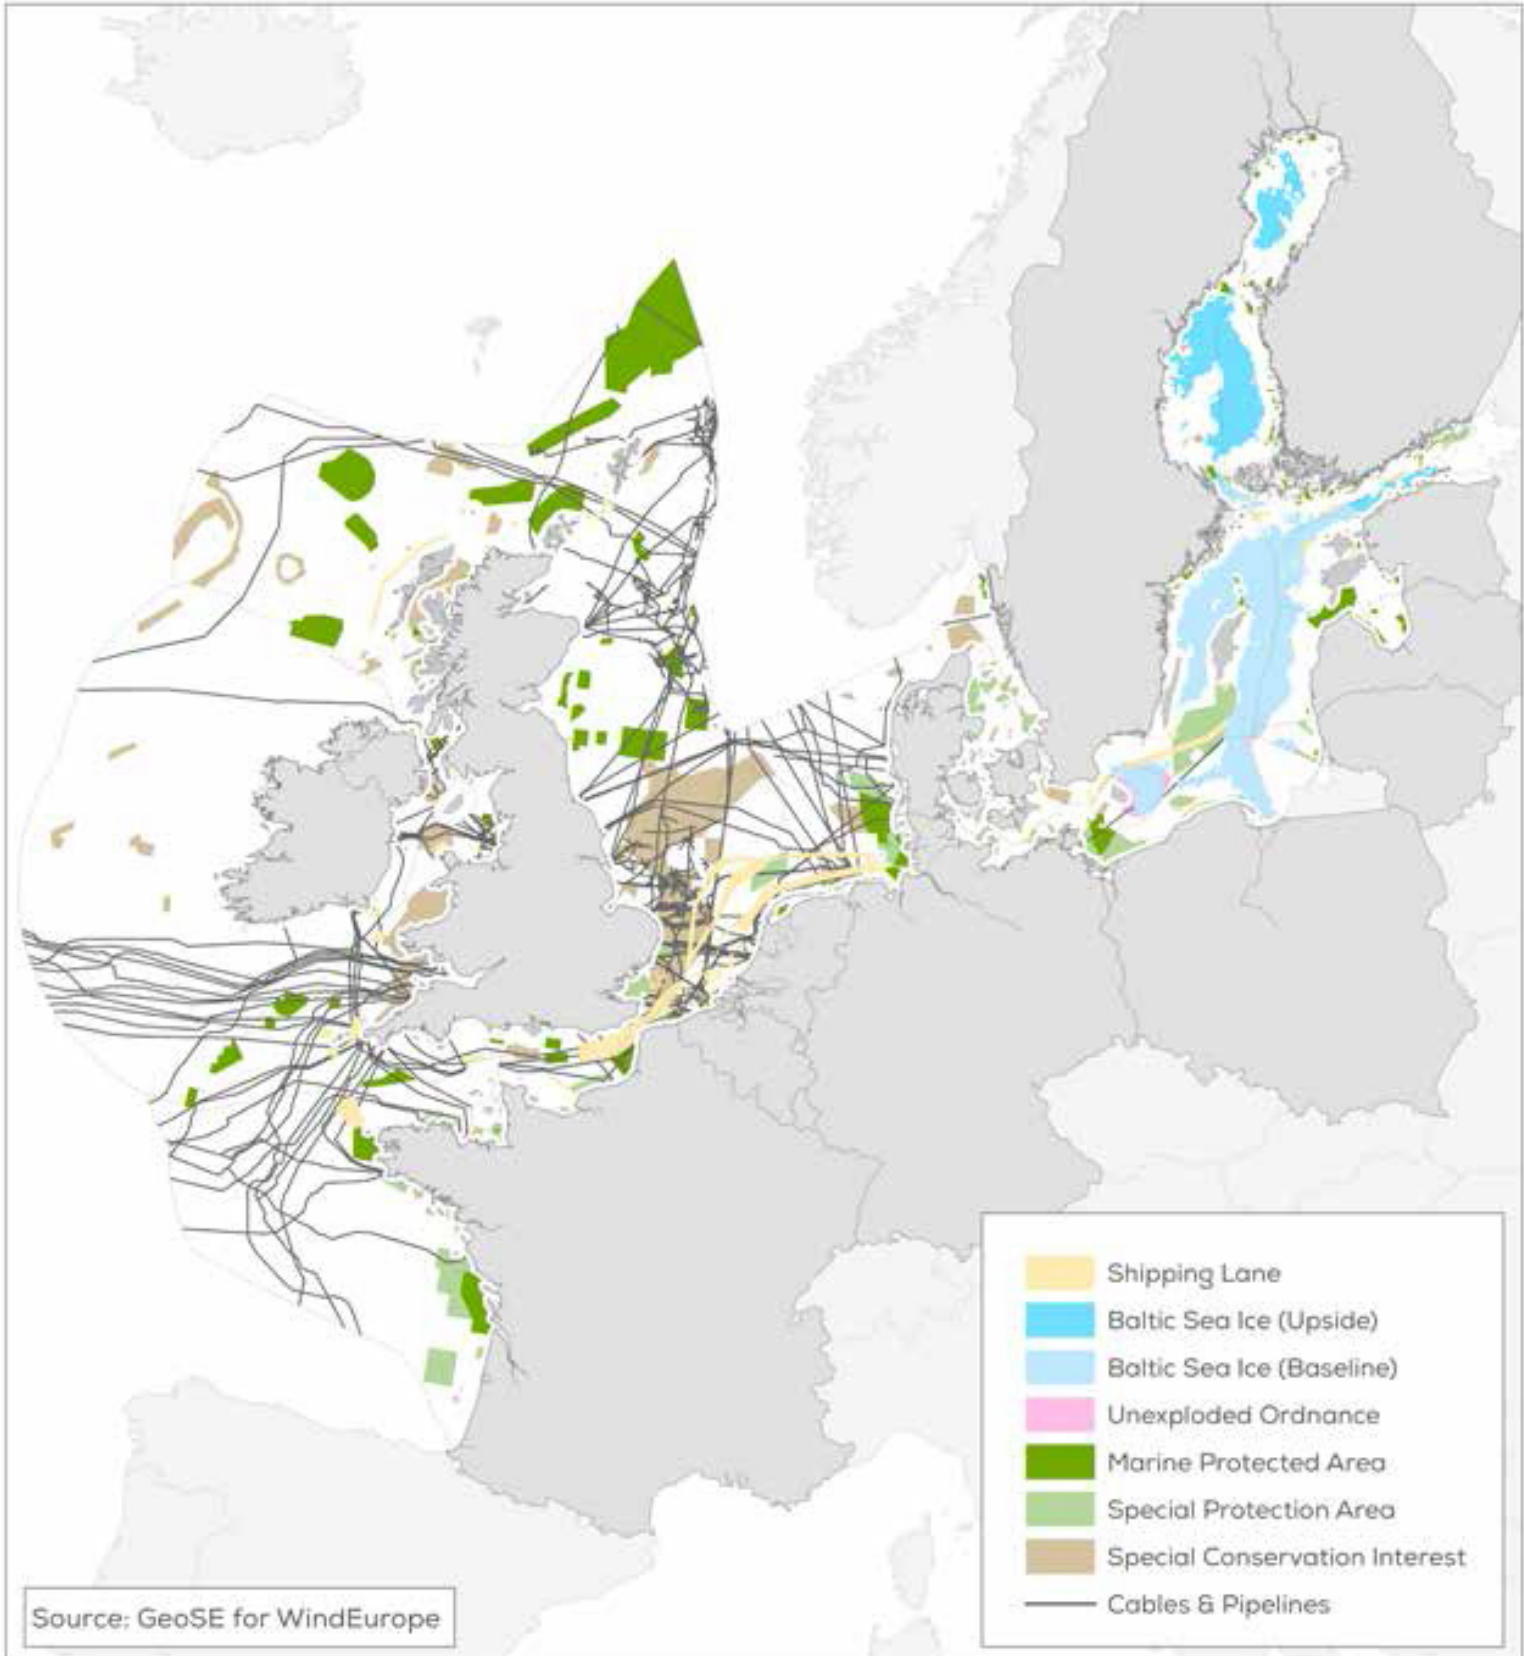 Shipping Lane
Baltic Sea Ice (Upside)
Baltic Sea Ice (Baseline)
Unexploded Ordnance
Marine Protected Area
Special Protection Area
Special Conservation Interest
Cables & Pipelines
Source: GeoSE for WindEurope